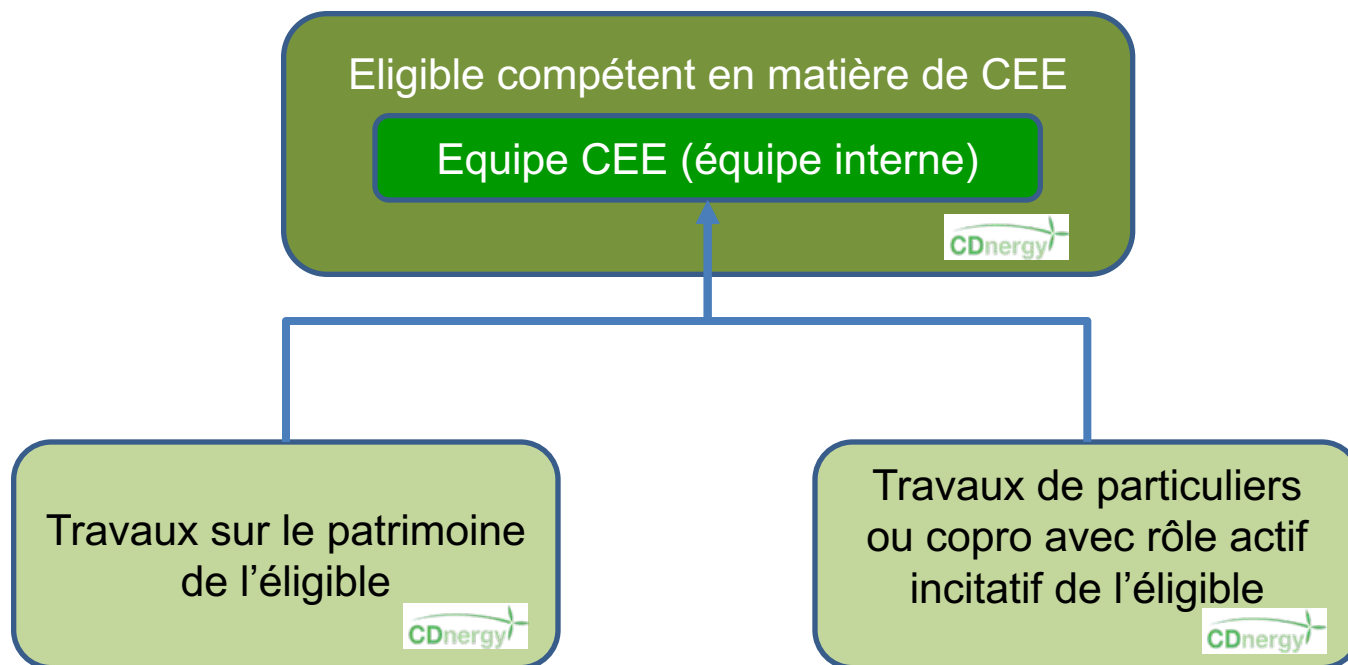 Eligible compétent en matière de CEE
Equipe CEE (équipe interne)
CDnergy
Travaux sur le patrimoine
de l’éligible
CDnergy
Travaux de particuliers
ou copro avec rôle actif
incitatif de l’éligible
CDnergy